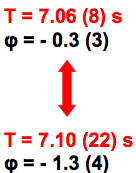 T = 7.06 (8) s
φ = - 0.3 (3)
T = 7.10 (22) s
φ = - 1.3 (4)